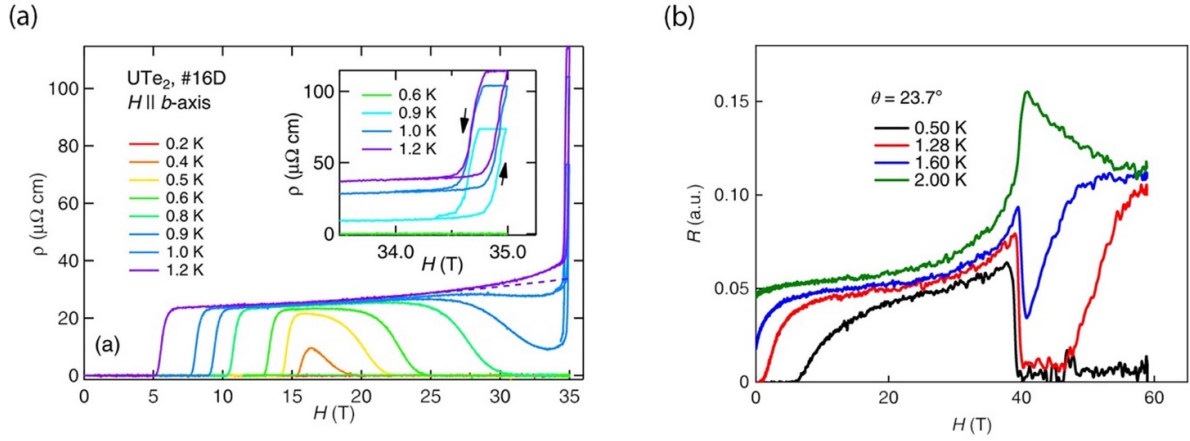 (a)
UTe2, #16D
H II b-axis
0.2 K
0.4 K
0.5 K
0.6 K
0.8 K
0.9 K
1.0 K
1.2 K
(a)
ρ (μΩ cm)
100
80
60
40
20
0
0 5 10 15 20 25 30 35
H (T)
0.6 K
0.9 K
1.0 K
1.2 K
ρ (μΩ cm)
100
50
0
34.0 35.0
H (T)
(b)
θ = 23.7°
0.50 K
1.28 K
1.60 K
2.00 K
R (a.u.)
0.15
0.10
0.05
0
0 20 40 60
H (T)